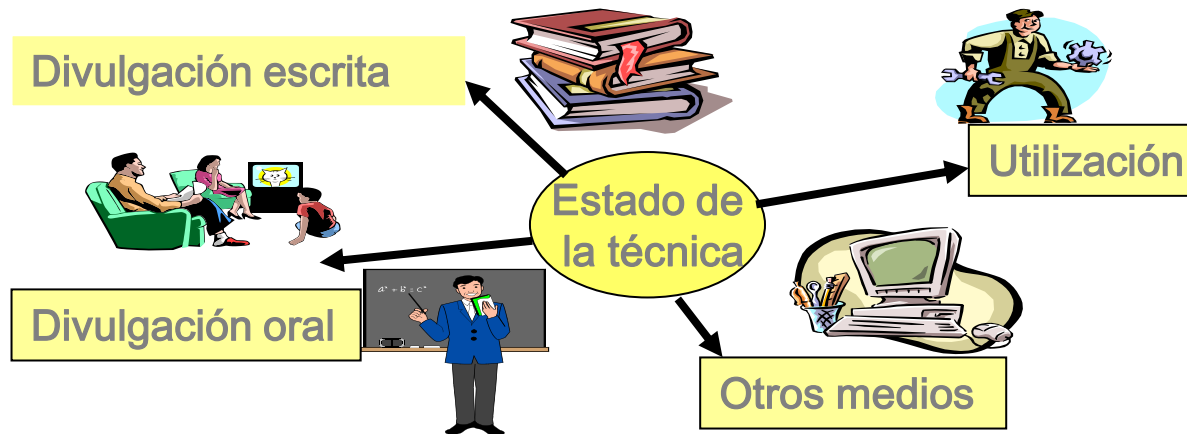 Divulgación escrita
Utilización
Estado de
la técnica
Divulgación oral
Otros medios